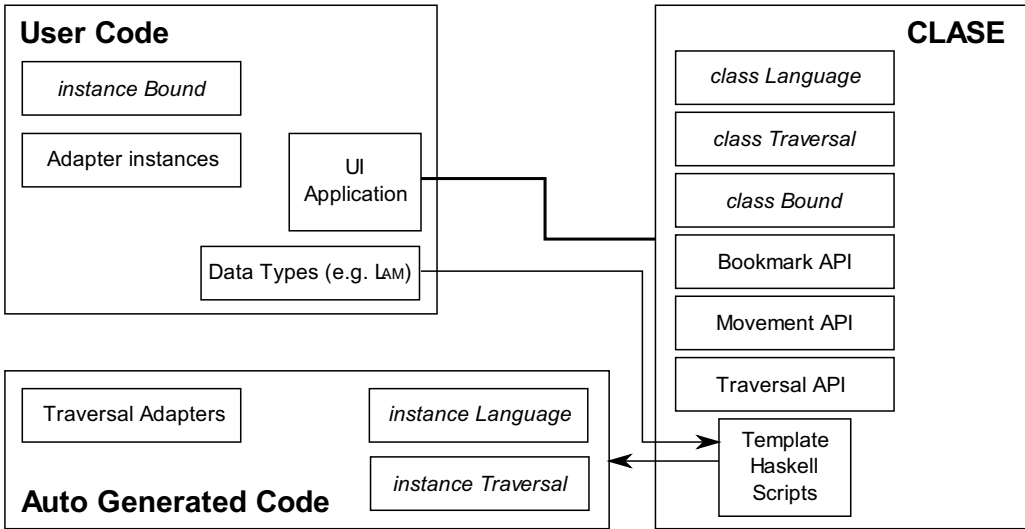 User Code
instance Bound
Adapter instances
UI
Application
Data Types (e.g. LAM)
CLASE
class Language
class Traversal
class Bound
Bookmark API
Movement API
Traversal API
Template
Haskell
Scripts
Traversal Adapters
instance Language
instance Traversal
Auto Generated Code